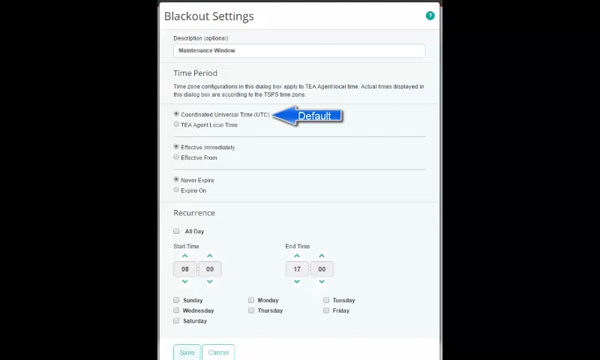 Blackout Settings
?
Description (optional):
Maintenance Window
Time Period
Time zone configurations in this dialog box apply to TEA Agent local time. Actual times displayed in
this dialog box are according to the TSPS time zone.
Coordinated Universal Time (UTC)
Default
TEA Agent Local Time
Effective Immediately
Effective From
Never Expire
Expire On
Recurrence
All Day
Start Time End Time
08 : 00 17 00
Sunday Monday Tuesday
Wednesday Thursday Friday
Saturday
Save Cancel